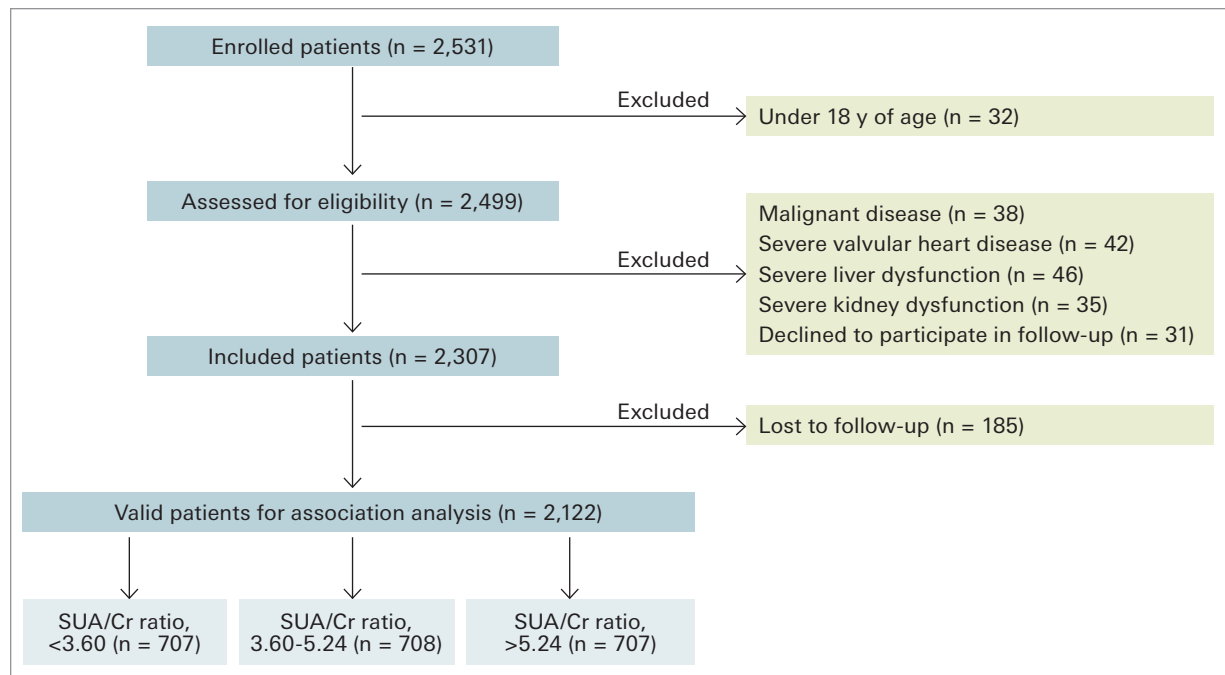 Enrolled patients (n = 2,531)
Excluded
Under 18 y of age (n = 32)
Assessed for eligibility (n = 2,499)
Excluded
Malignant disease (n = 38)
Severe valvular heart disease (n = 42)
Severe liver dysfunction (n = 46)
Severe kidney dysfunction (n = 35)
Declined to participate in follow-up (n = 31)
Included patients (n = 2,307)
Excluded
Lost to follow-up (n = 185)
Valid patients for association analysis (n = 2,122)
SUA/Cr ratio,
<3.60 (n = 707)
SUA/Cr ratio,
3.60-5.24 (n = 708)
SUA/Cr ratio,
>5.24 (n = 707)